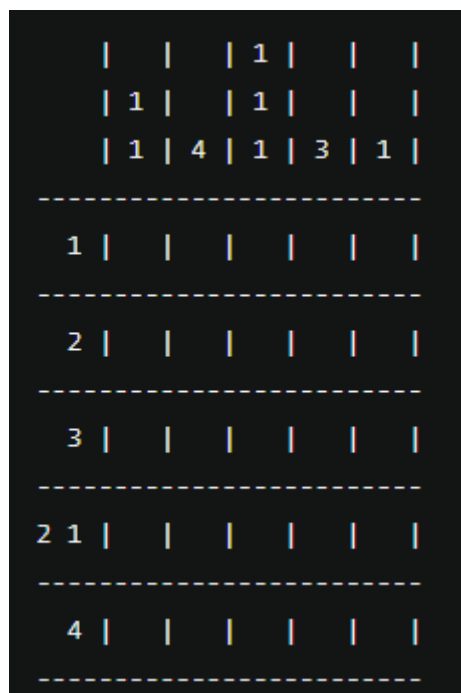 |   |   | 1 |   |   |
| 1 |   | 1 |   |   |
| 1 | 4 | 1 | 3 | 1 |
-------------------------
1 |   |   |   |   |   |
-------------------------
2 |   |   |   |   |   |
-------------------------
3 |   |   |   |   |   |
-------------------------
2 1 |   |   |   |   |   |
-------------------------
4 |   |   |   |   |   |
-------------------------